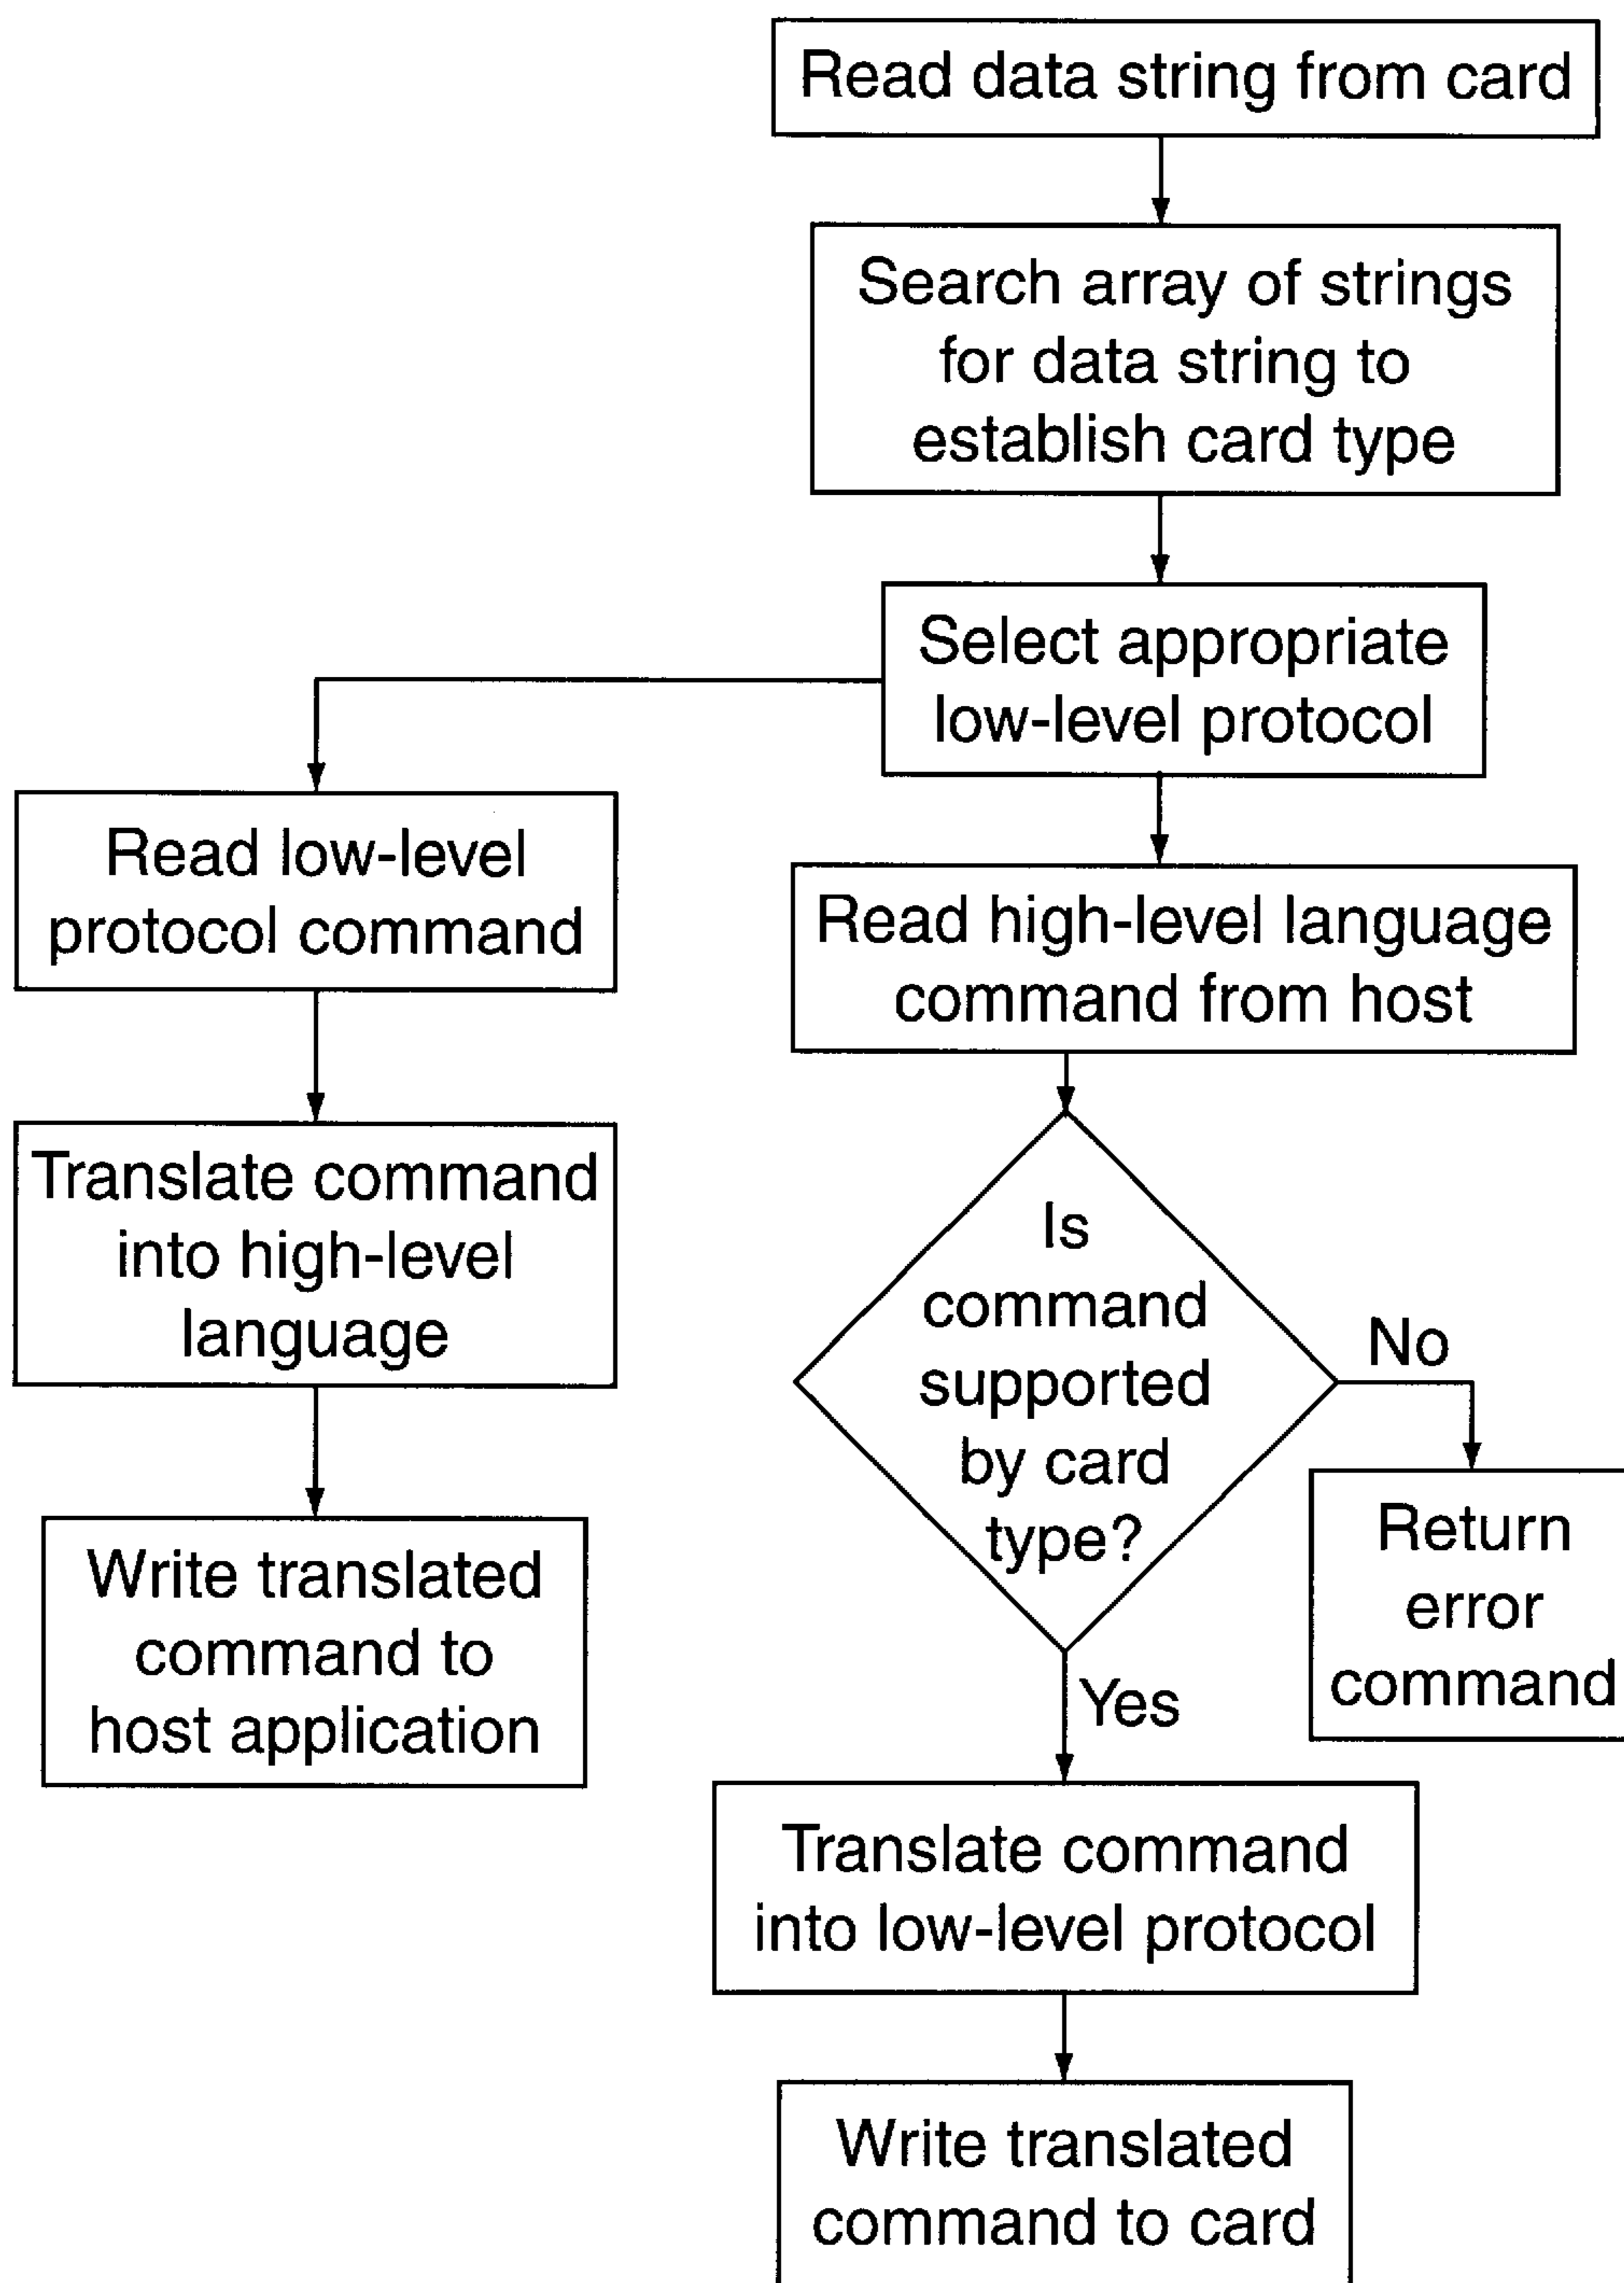 Read data string from card
Search array of strings
for data string to
establish card type
Select appropriate
low-level protocol
Read low-level
protocol command
Translate command
into high-level
language
Write translated
command to
host application
Read high-level language
command from host
Is
command
supported
by card
type?
No
Return
error
command
Yes
Translate command
into low-level protocol
Write translated
command to card